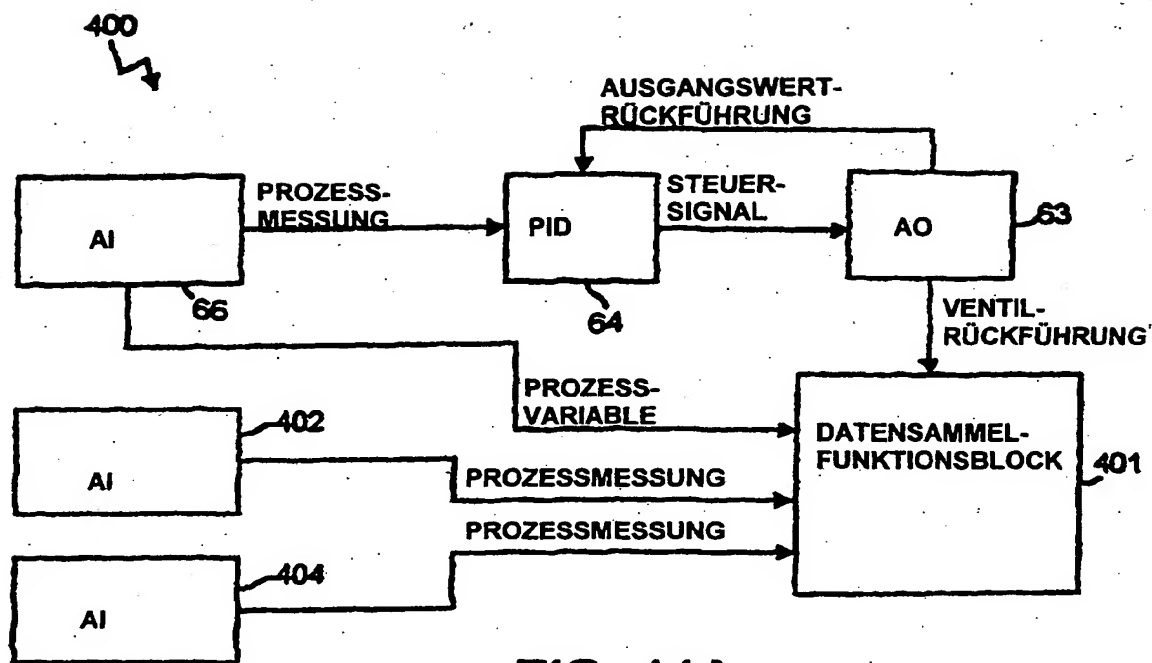 400
AUSGANGSWERT-
RÜCKFÜHRUNG
AI
PROZESS-
MESSUNG
PID
STEUER-
SIGNAL
AO
63
66
64
VENTIL-
RÜCKFÜHRUNG
PROZESS-
VARIABLE
402
AI
PROZESSMESSUNG
DATENSAMMEL-
FUNKTIONSBLOCK
401
PROZESSMESSUNG
404
AI